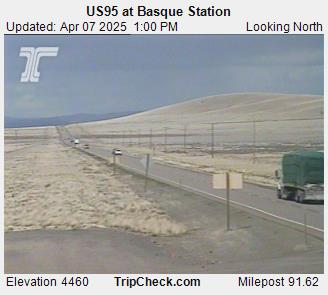 US95 at Basque Station
Updated: Apr 07 2025 1:00 PM Looking North
Elevation 4460 TripCheck.com Milepost 91.62